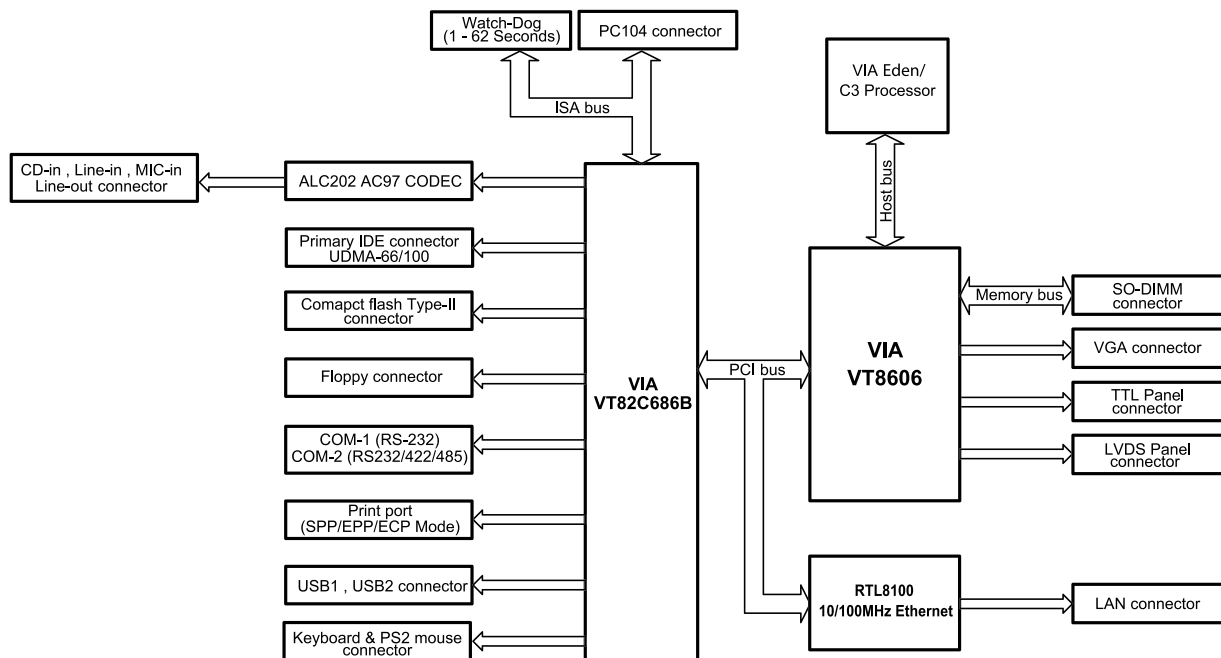 Watch-Dog
(1 - 62 Seconds)
PC104 connector
ISA bus
VIA Eden/
C3 Processor
Host bus
CD-in , Line-in , MIC-in
Line-out connector
ALC202 AC97 CODEC
Primary IDE connector
UDMA-66/100
Comapct flash Type-II
connector
Floppy connector
COM-1 (RS-232)
COM-2 (RS232/422/485)
Print port
(SPP/EPP/ECP Mode)
USB1 , USB2 connector
Keyboard & PS2 mouse
connector
VIA
VT82C686B
PCI bus
VIA
VT8606
Memory bus
SO-DIMM
connector
VGA connector
TTL Panel
connector
LVDS Panel
connector
RTL8100
10/100MHz Ethernet
LAN connector